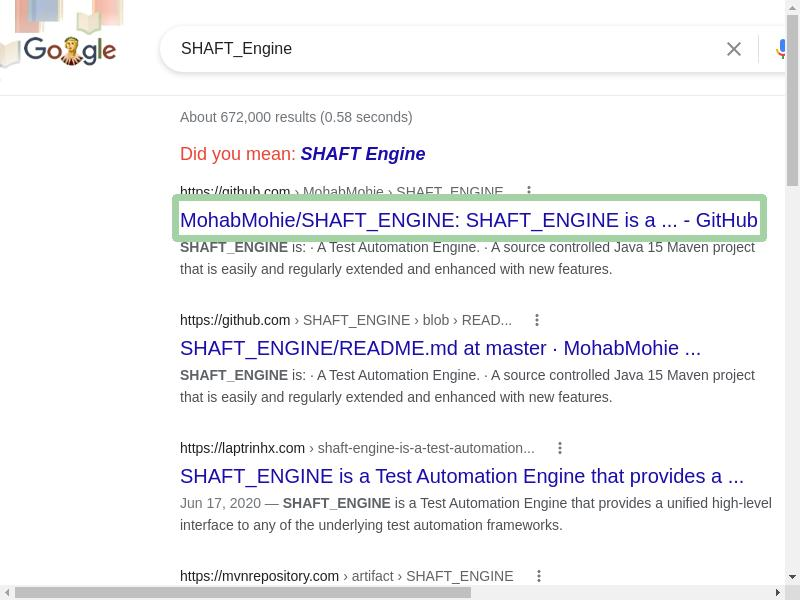 Google
SHAFT_Engine
About 672,000 results (0.58 seconds)
Did you mean: SHAFT Engine
https://github.com › MohabMohie › SHAFT_ENGINE
MohabMohie/SHAFT_ENGINE: SHAFT_ENGINE is a ... - GitHub
SHAFT_ENGINE is: · A Test Automation Engine. · A source controlled Java 15 Maven project
that is easily and regularly extended and enhanced with new features.
https://github.com › SHAFT_ENGINE › blob › READ...
SHAFT_ENGINE/README.md at master · MohabMohie ...
SHAFT_ENGINE is: · A Test Automation Engine. · A source controlled Java 15 Maven project
that is easily and regularly extended and enhanced with new features.
https://laptrinhx.com › shaft-engine-is-a-test-automation...
SHAFT_ENGINE is a Test Automation Engine that provides a ...
Jun 17, 2020 — SHAFT_ENGINE is a Test Automation Engine that provides a unified high-level
interface to any of the underlying test automation frameworks.
https://mvnrepository.com › artifact › SHAFT_ENGINE